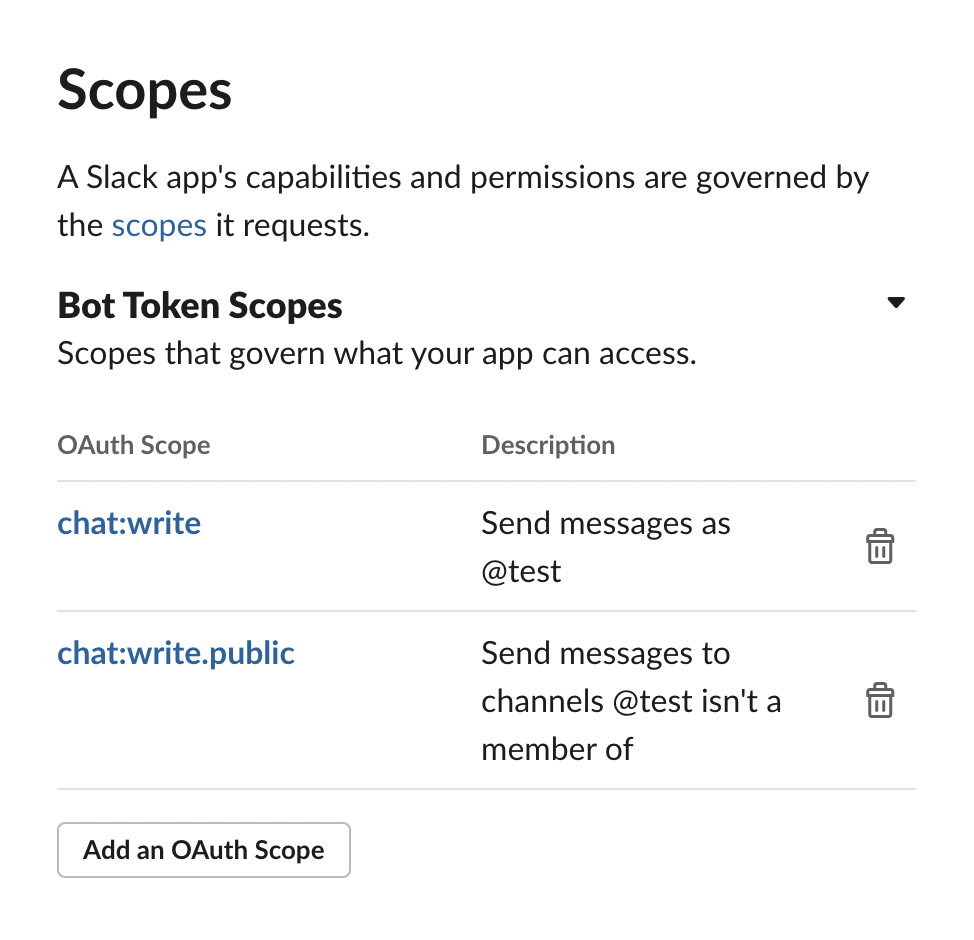 Scopes
A Slack app's capabilities and permissions are governed by
the scopes it requests.
Bot Token Scopes
Scopes that govern what your app can access.
OAuth Scope Description
chat:write Send messages as
@test
chat:write.public Send messages to
channels @test isn't a
member of
Add an OAuth Scope